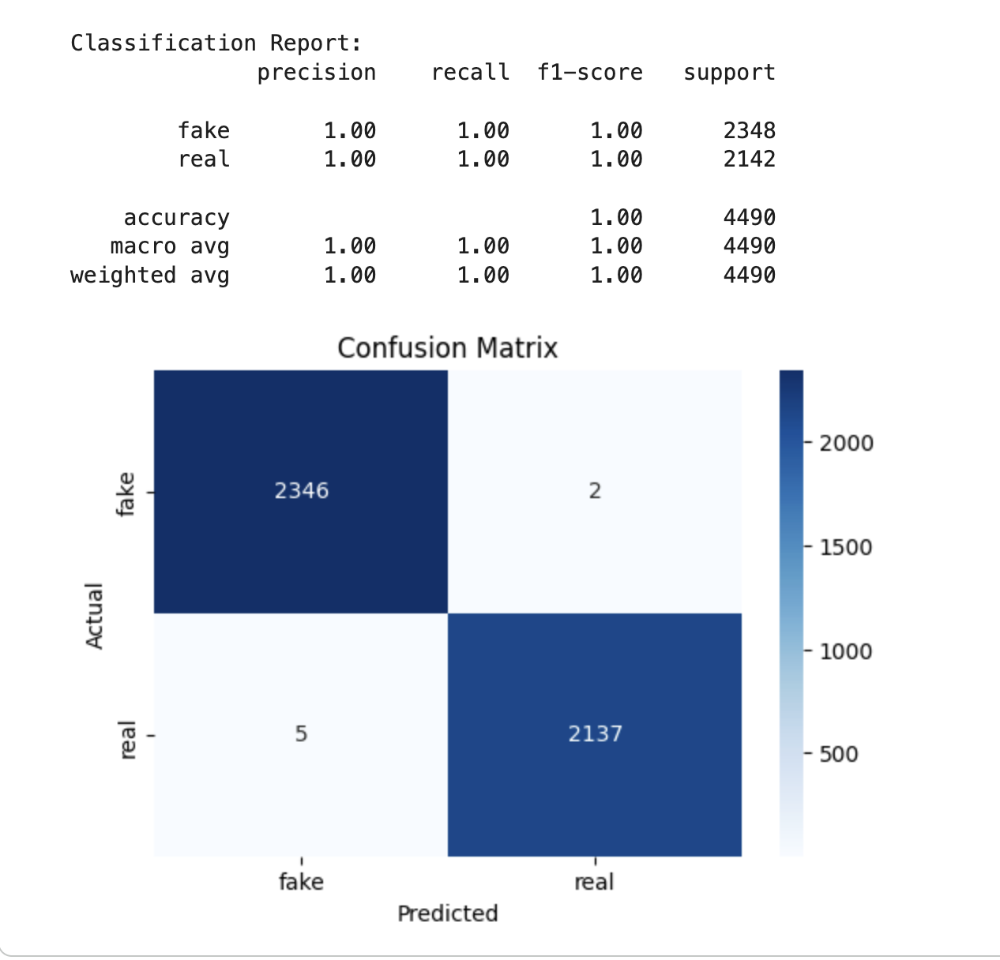 Classification Report:
precision recall f1-score support
fake 1.00 1.00 1.00 2348
real 1.00 1.00 1.00 2142
accuracy 1.00 4490
macro avg 1.00 1.00 1.00 4490
weighted avg 1.00 1.00 1.00 4490
Confusion Matrix
fake 2346 2
real 5 2137
Actual
fake real
Predicted
2000
1500
1000
500